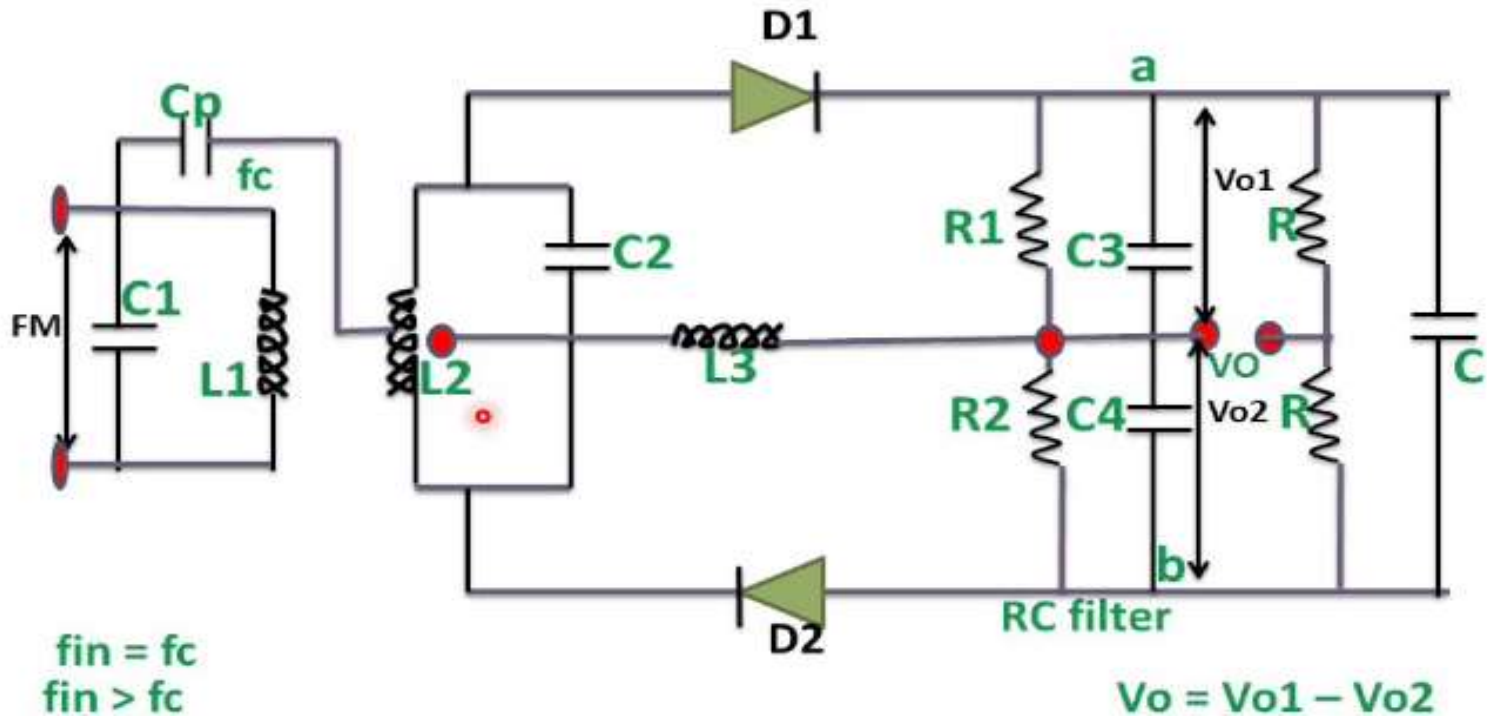 D1
a
Cp
fc
Vo1
R1
C3
R
C2
C1
FM
L1
L2
L3
VO
C
R2
C4
Vo2
R
b
RC filter
D2
fin = fc
fin > fc
Vo = Vo1 – Vo2